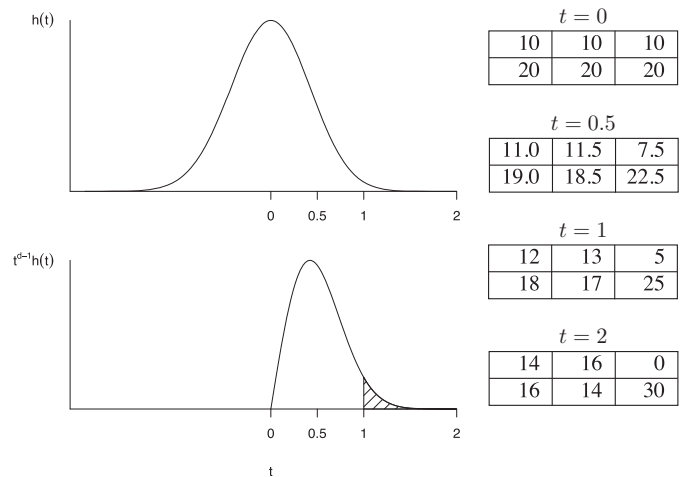 h(t)
0 0.5 1 2
t^{d−1}h(t)
0 0.5 1 2
t
t = 0
10 10 10
20 20 20
t = 0.5
11.0 11.5 7.5
19.0 18.5 22.5
t = 1
12 13 5
18 17 25
t = 2
14 16 0
16 14 30